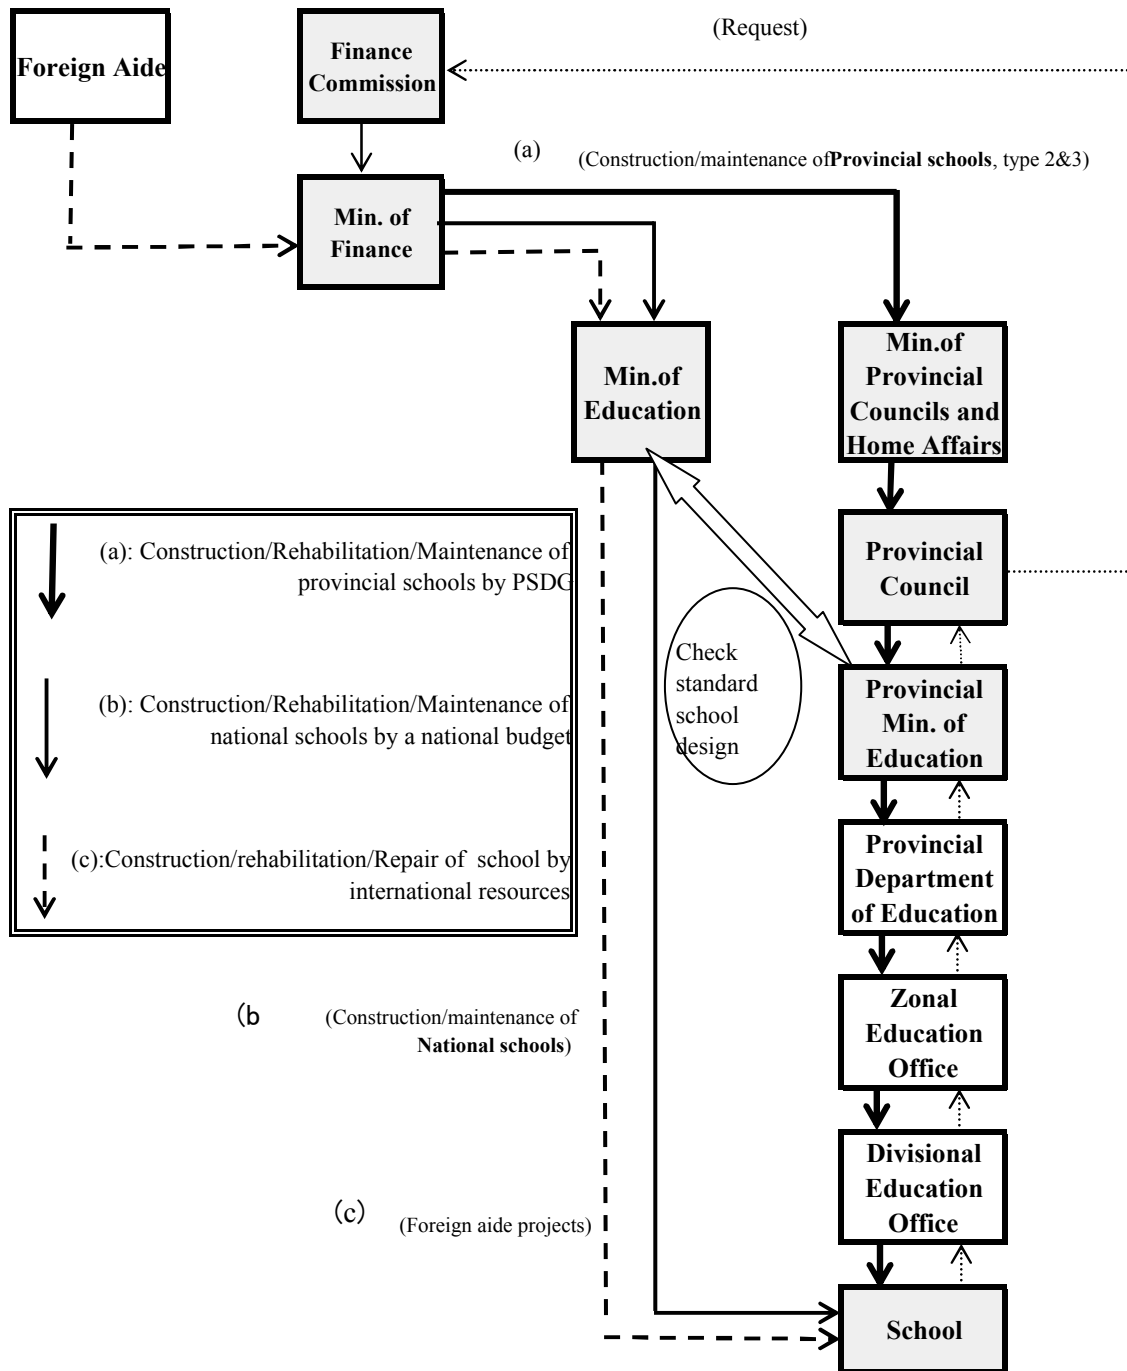 (Request)
Foreign Aide
Finance
Commission
(a)
(Construction/maintenance ofProvincial schools, type 2&3)
Min. of
Finance
Min.of
Education
Min.of
Provincial
Councils and
Home Affairs
(a): Construction/Rehabilitation/Maintenance of
provincial schools by PSDG
Provincial
Council
(b): Construction/Rehabilitation/Maintenance of
national schools by a national budget
Check
standard
school
design
Provincial
Min. of
Education
(c):Construction/rehabilitation/Repair of school by
international resources
Provincial
Department
of Education
(b
(Construction/maintenance of
National schools)
Zonal
Education
Office
(c)
(Foreign aide projects)
Divisional
Education
Office
School